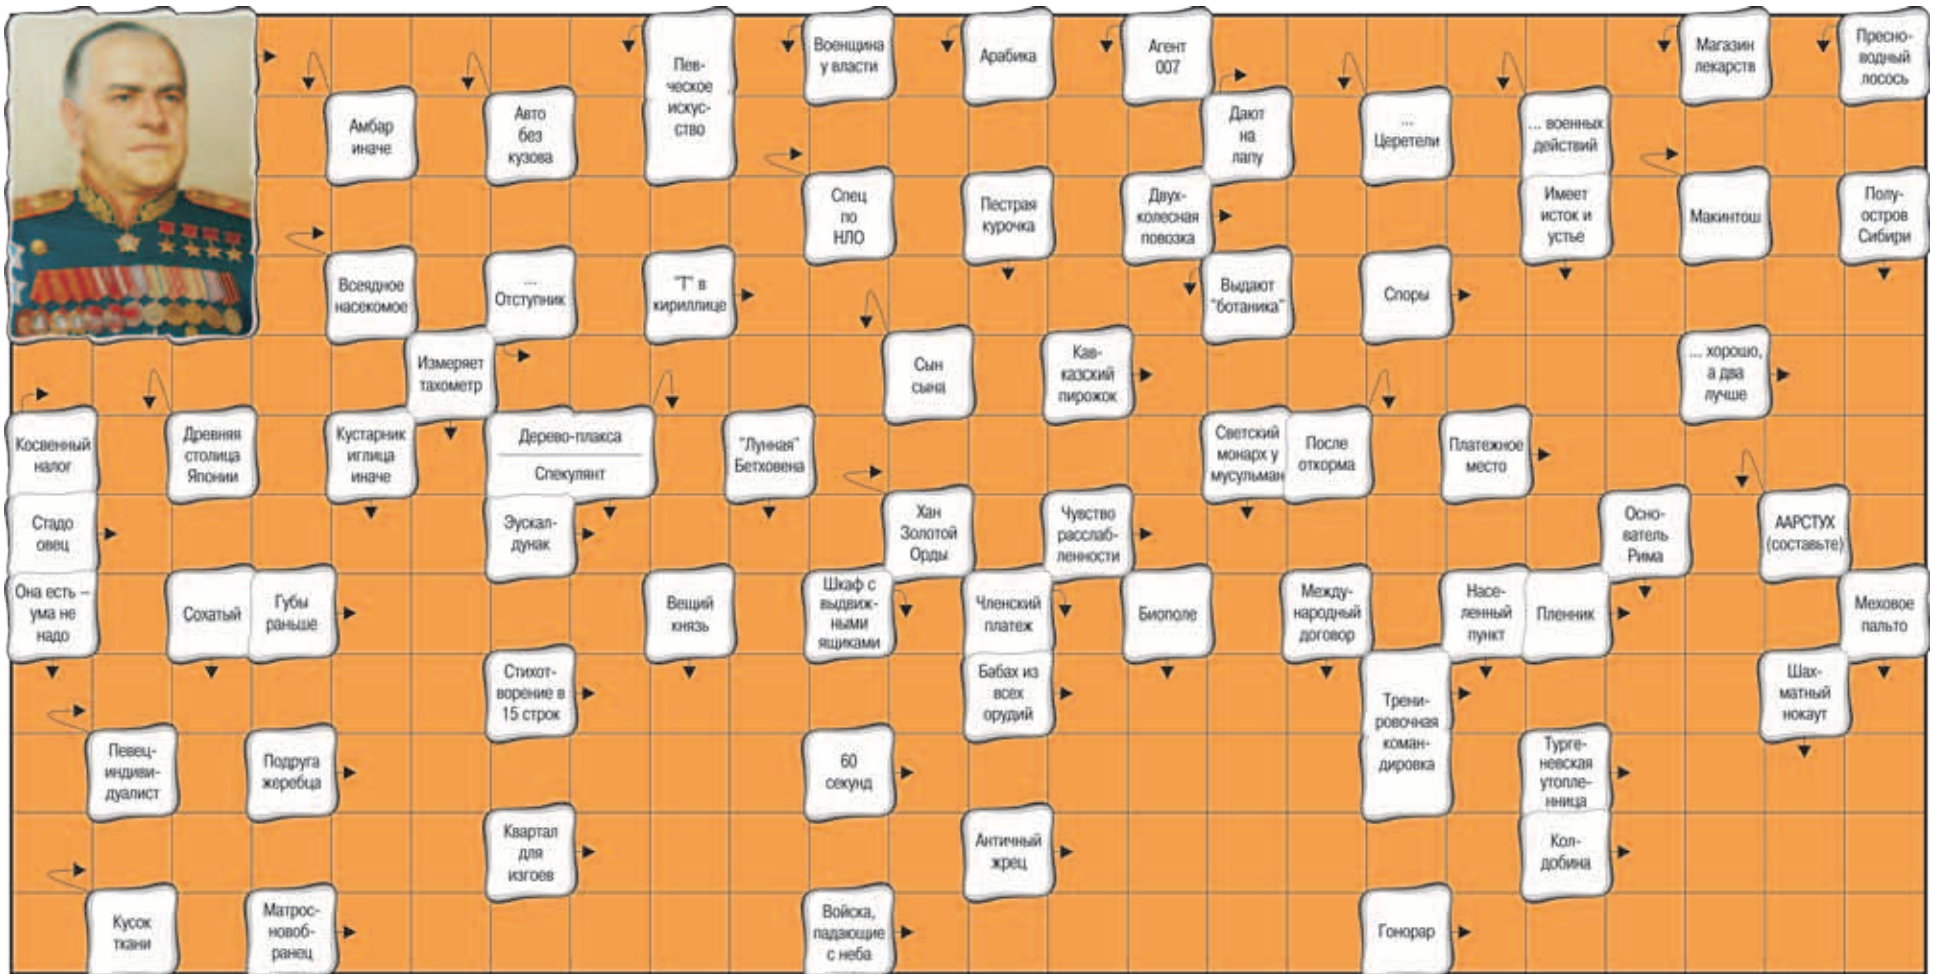 Пев-
ческое
искус-
ство
Военщина
у власти
Арабика
Агент
007
Магазин
лекарств
Пресно-
водный
лосось
Амбар
иначе
Авто
без
кузова
Дают
на
лапу
...
Церетели
... военных
действий
Спец
по
НЛО
Пестрая
курочка
Двух-
колесная
повозка
Имеет
исток и
устье
Макинтош
Полу-
остров
Сибири
Всеядное
насекомое
...
Отступник
"Т" в
кириллице
Выдают
"ботаника"
Споры
Измеряет
тахометр
Сын
сына
Кав-
казский
пирожок
... хорошо,
а два
лучше
Косвенный
налог
Древняя
столица
Японии
Кустарник
иглица
иначе
Дерево-плакса
Спекулянт
"Лунная"
Бетховена
Светский
монарх у
мусульман
После
откорма
Платежное
место
Стадо
овец
Эускал-
дунак
Хан
Золотой
Орды
Чувство
расслаб-
ленности
Осно-
ватель
Рима
ААРСТУХ
(составьте)
Она есть –
ума не
надо
Сохатый
Губы
раньше
Вещий
князь
Шкаф с
выдвиж-
ными
ящиками
Членский
платеж
Биополе
Между-
народный
договор
Насе-
ленный
пункт
Пленник
Меховое
пальто
Стихот-
ворение в
15 строк
Бабах из
всех
орудий
Трени-
ровочная
коман-
дировка
Шах-
матный
нокаут
Певец-
индиви-
дуалист
Подруга
жеребца
60
секунд
Турге-
невская
утопле-
нница
Квартал
для
изгоев
Античный
жрец
Кол-
добина
Кусок
ткани
Матрос-
новоб-
ранец
Войска,
падающие
с неба
Гонорар